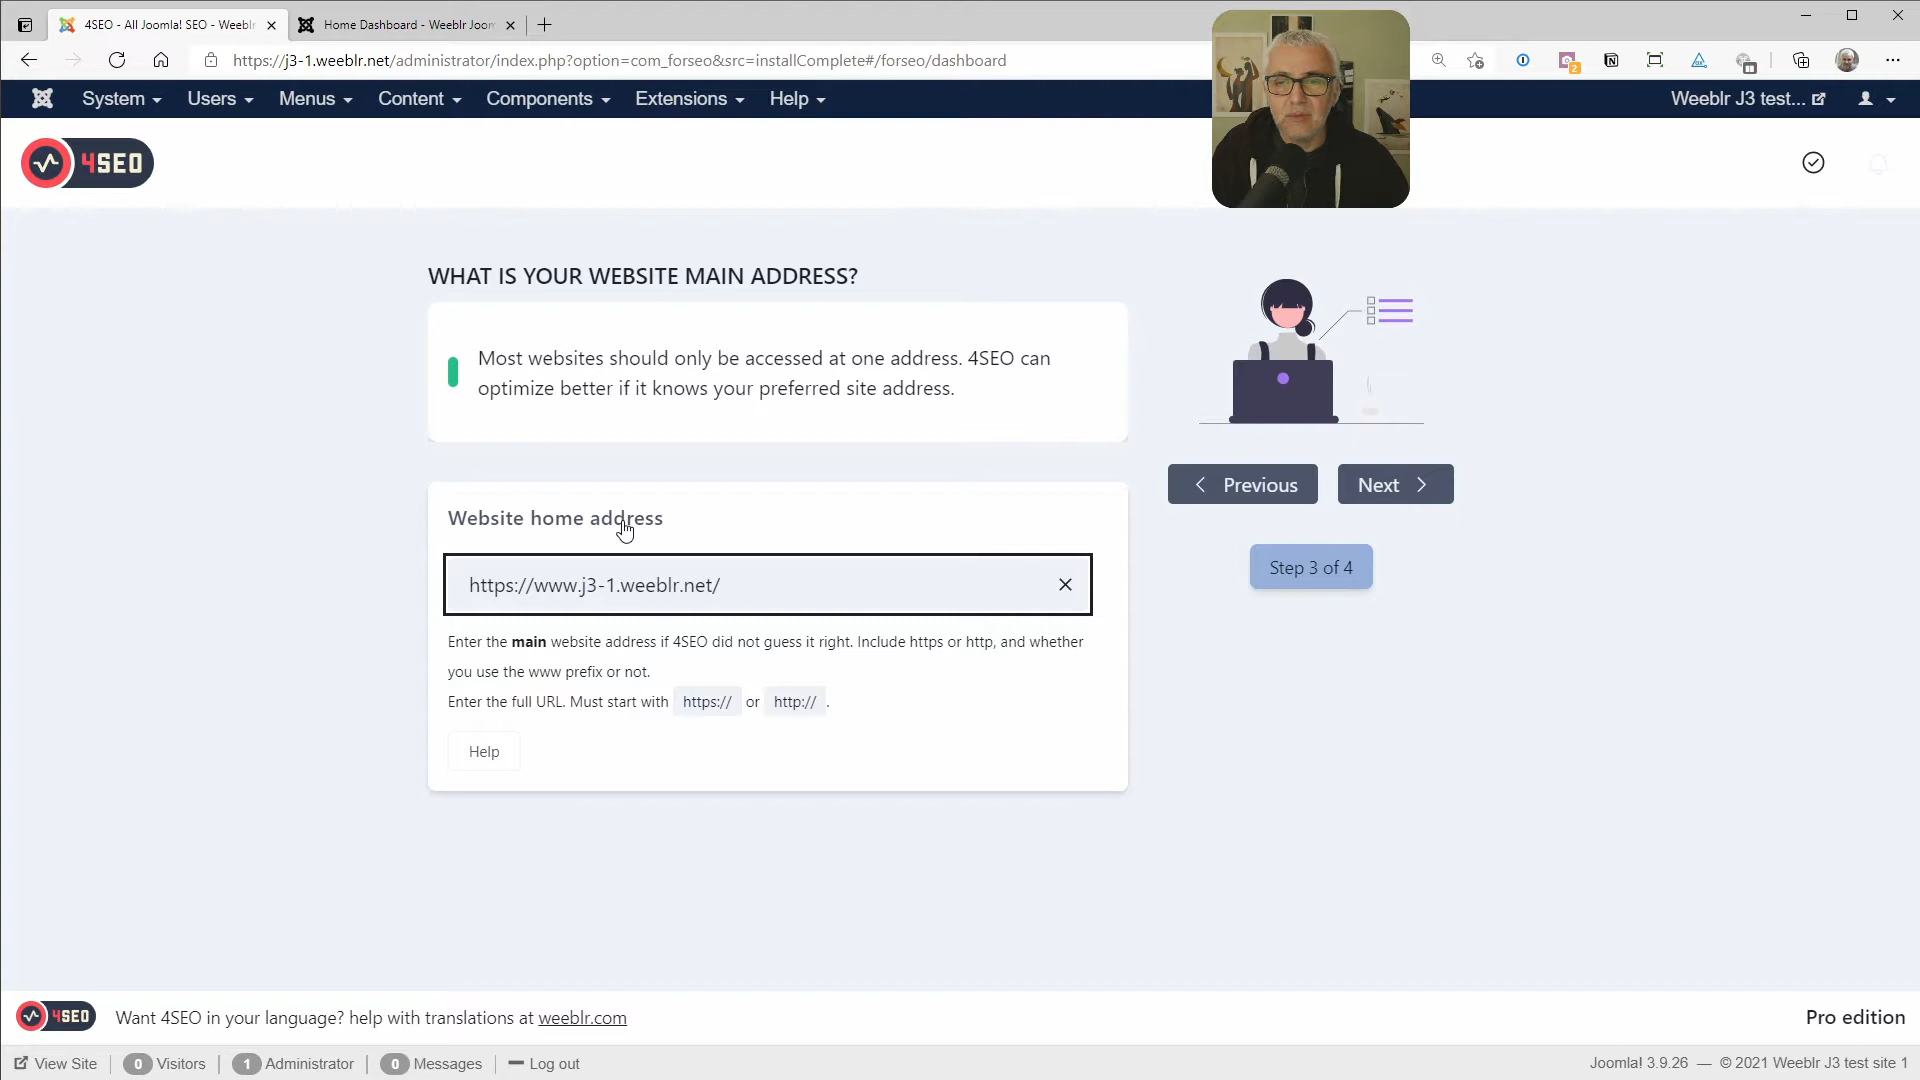 4SEO - All Joomla! SEO - Weeblr
Home Dashboard - Weeblr Joom
https://j3-1.weeblr.net/administrator/index.php?option=com_forseo&src=installComplete#/forseo/dashboard
2
System Users Menus Content Components Extensions Help
Weeblr J3 test...
4SEO
WHAT IS YOUR WEBSITE MAIN ADDRESS?
Most websites should only be accessed at one address. 4SEO can
optimize better if it knows your preferred site address.
Previous
Next
Website home address
Step 3 of 4
https://www.j3-1.weeblr.net/
Enter the main website address if 4SEO did not guess it right. Include https or http, and whether
you use the www prefix or not.
Enter the full URL. Must start with https:// or http:// .
Help
4SEO
Want 4SEO in your language? help with translations at weeblr.com
Pro edition
View Site 0 Visitors 1 Administrator 0 Messages Log out
Joomla! 3.9.26 — © 2021 Weeblr J3 test site 1